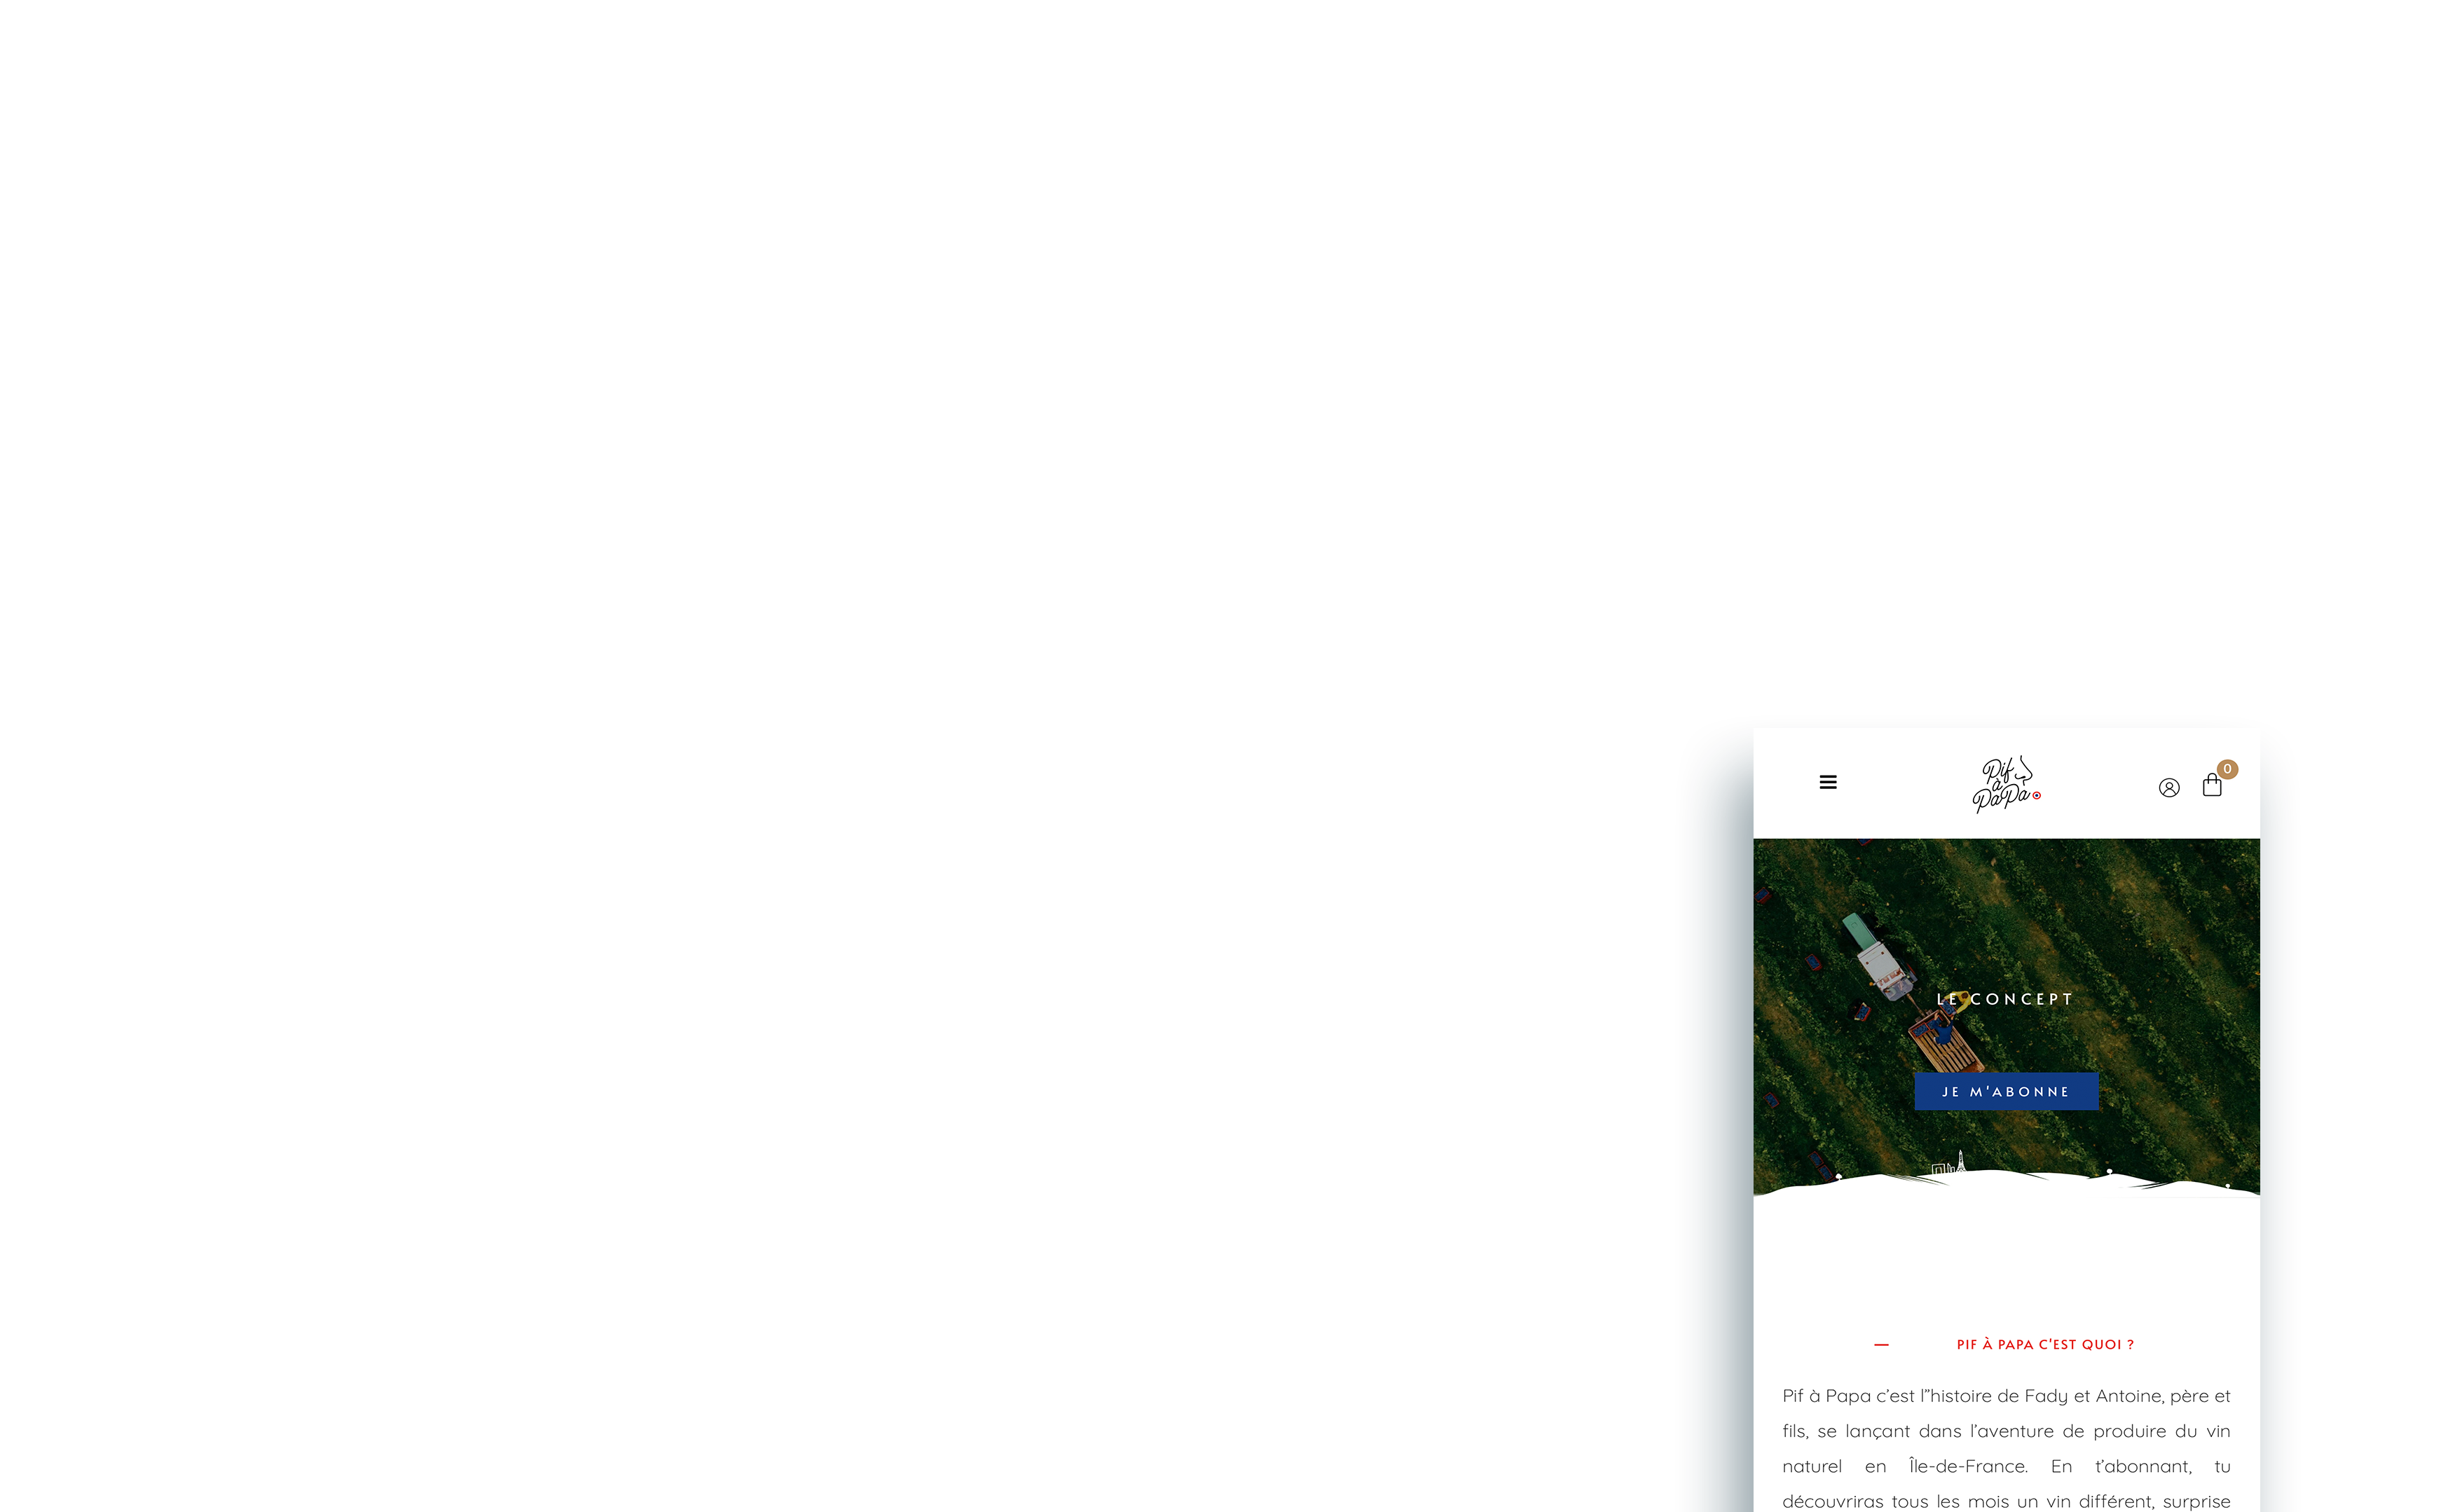 Pif
à
PaPa
0
LE CONCEPT
JE M'ABONNE
— PIF À PAPA C'EST QUOI ?
Pif à Papa c’est l’’histoire de Fady et Antoine, père et
fils, se lançant dans l’aventure de produire du vin
naturel en Île-de-France. En t’abonnant, tu
découvriras tous les mois un vin différent, surprise